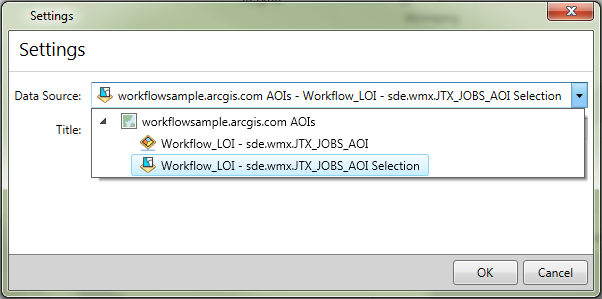 Settings
Settings
Data Source: workflowsample.arcgis.com AOIs - Workflow_LOI - sde.wmx.JTX_JOBS_AOI Selection
Title:
workflowsample.arcgis.com AOIs
Workflow_LOI - sde.wmx.JTX_JOBS_AOI
Workflow_LOI - sde.wmx.JTX_JOBS_AOI Selection
OK Cancel